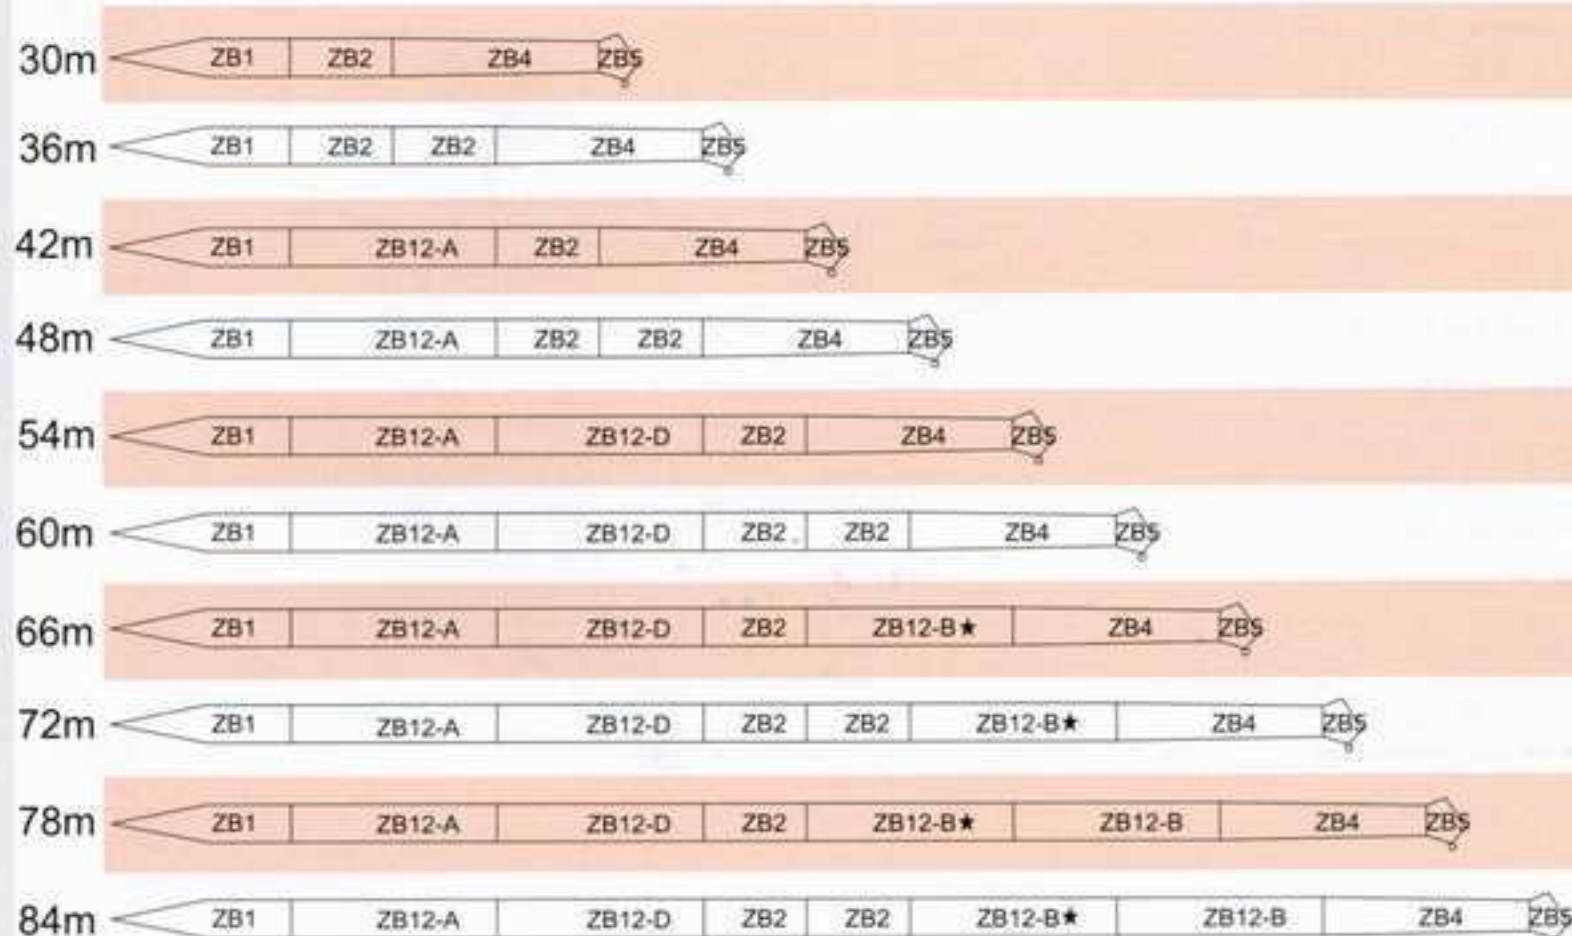 30m ZB1 ZB2 ZB4 ZB5
36m ZB1 ZB2 ZB2 ZB4 ZB5
42m ZB1 ZB12-A ZB2 ZB4 ZB5
48m ZB1 ZB12-A ZB2 ZB2 ZB4 ZB5
54m ZB1 ZB12-A ZB12-D ZB2 ZB4 ZB5
60m ZB1 ZB12-A ZB12-D ZB2 ZB2 ZB4 ZB5
66m ZB1 ZB12-A ZB12-D ZB2 ZB12-B★ ZB4 ZB5
72m ZB1 ZB12-A ZB12-D ZB2 ZB2 ZB12-B★ ZB4 ZB5
78m ZB1 ZB12-A ZB12-D ZB2 ZB12-B★ ZB12-B ZB4 ZB5
84m ZB1 ZB12-A ZB12-D ZB2 ZB2 ZB12-B★ ZB12-B ZB4 ZB5